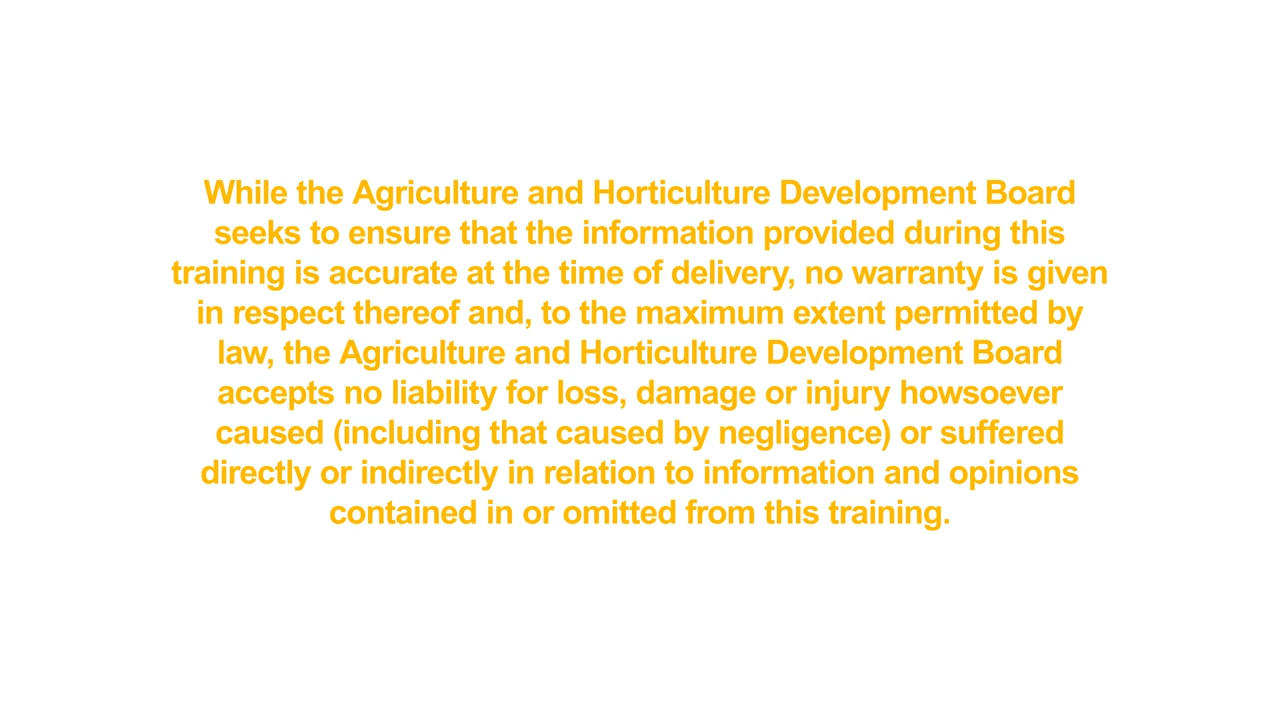 While the Agriculture and Horticulture Development Board
seeks to ensure that the information provided during this
training is accurate at the time of delivery, no warranty is given
in respect thereof and, to the maximum extent permitted by
law, the Agriculture and Horticulture Development Board
accepts no liability for loss, damage or injury howsoever
caused (including that caused by negligence) or suffered
directly or indirectly in relation to information and opinions
contained in or omitted from this training.